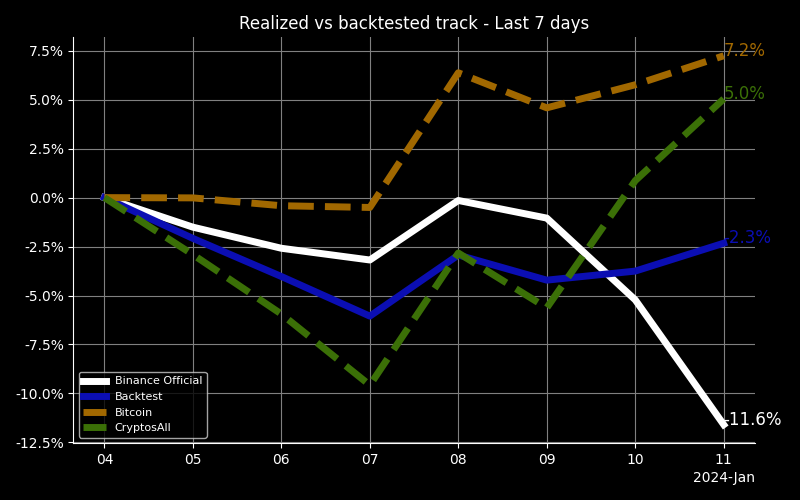 Realized vs backtested track - Last 7 days
7.5%
5.0%
2.5%
0.0%
-2.5%
-5.0%
-7.5%
-10.0%
-12.5%
7.2%
5.0%
-2.3%
-11.6%
Binance Official
Backtest
Bitcoin
CryptosAll
04 05 06 07 08 09 10 11
2024-Jan